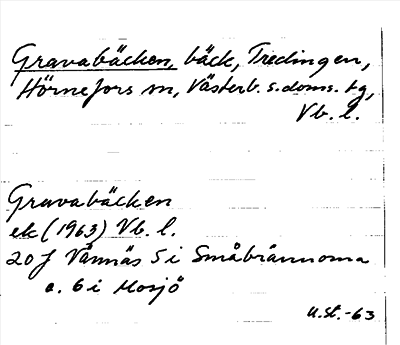 Gravabäcken, bäck, Tredingen,
Hörnefors sn, Västerb. s. doms. tg,
Vb. l.
Gravabäcken
ek (1963) Vb. l.
20 J Vännäs 5 i Småbrännorna
o. 6 i Mosjö
U.St. -63